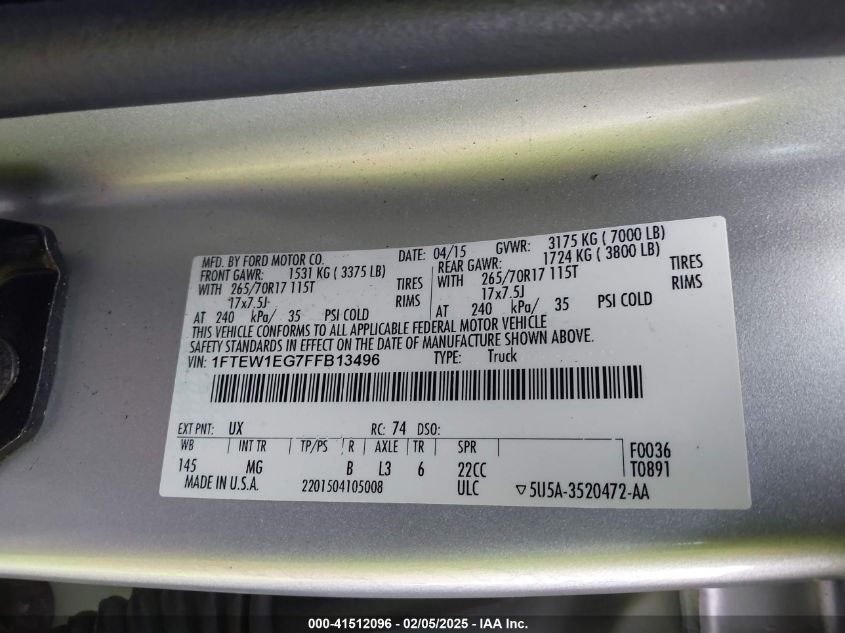 MFD. BY FORD MOTOR CO. DATE: 04/15 GVWR: 3175 KG ( 7000 LB)
FRONT GAWR: 1531 KG ( 3375 LB) REAR GAWR: 1724 KG ( 3800 LB)
WITH 265/70R17 115T TIRES WITH 265/70R17 115T TIRES
17x7.5J RIMS 17x7.5J RIMS
AT 240 kPa/ 35 PSI COLD AT 240 kPa/ 35 PSI COLD
THIS VEHICLE CONFORMS TO ALL APPLICABLE FEDERAL MOTOR VEHICLE
SAFETY STANDARDS IN EFFECT ON THE DATE OF MANUFACTURE SHOWN ABOVE.
VIN: 1FTEW1EG7FFB13496 TYPE: Truck
EXT PNT: UX RC: 74 DSO:
WB INT TR TP/PS R AXLE TR SPR F0036
145 MG B L3 6 22CC T0891
MADE IN U.S.A. 2201504105008 ULC ▽5U5A-3520472-AA
000-41512096 - 02/05/2025 - IAA Inc.